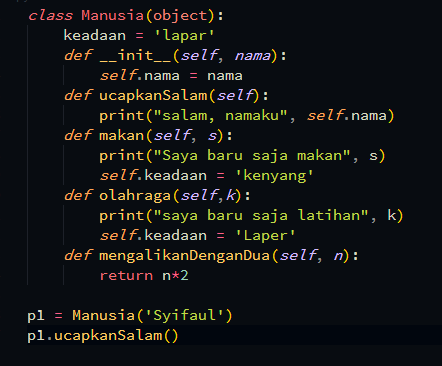 class Manusia(object):
    keadaan = 'lapar'
    def __init__(self, nama):
        self.nama = nama
    def ucapkanSalam(self):
        print("salam, namaku", self.nama)
    def makan(self, s):
        print("Saya baru saja makan", s)
        self.keadaan = 'kenyang'
    def olahraga(self,k):
        print("saya baru saja latihan", k)
        self.keadaan = 'Laper'
    def mengalikanDenganDua(self, n):
        return n*2

p1 = Manusia('Syifaul')
p1.ucapkanSalam()